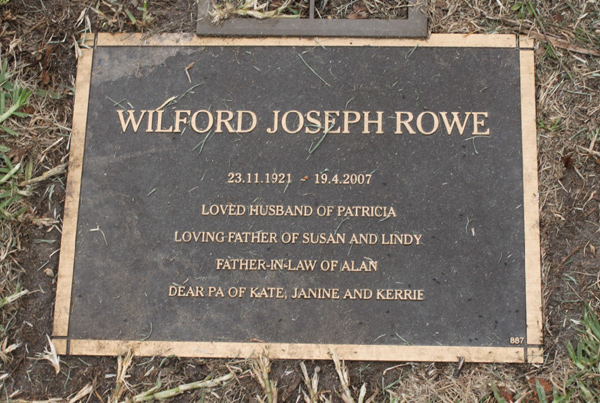 WILFORD JOSEPH ROWE
23.11.1921 - 19.4.2007
LOVED HUSBAND OF PATRICIA
LOVING FATHER OF SUSAN AND LINDY
FATHER-IN-LAW OF ALAN
DEAR PA OF KATE, JANINE AND KERRIE
887